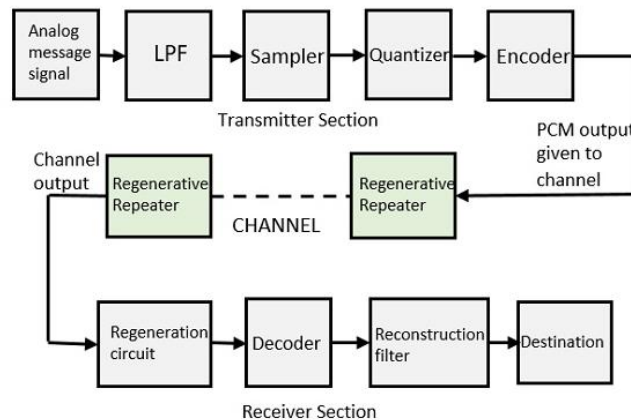 Analog
message
signal
LPF
Sampler
Quantizer
Encoder
Transmitter Section
PCM output
given to
channel
Channel
output
Regenerative
Repeater
CHANNEL
Regenerative
Repeater
Regeneration
circuit
Decoder
Reconstruction
filter
Destination
Receiver Section